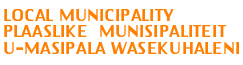 LOCAL MUNICIPALITY
PLAASLIKE MUNISIPALITEIT
U-MASIPALA WASEKUHALENI